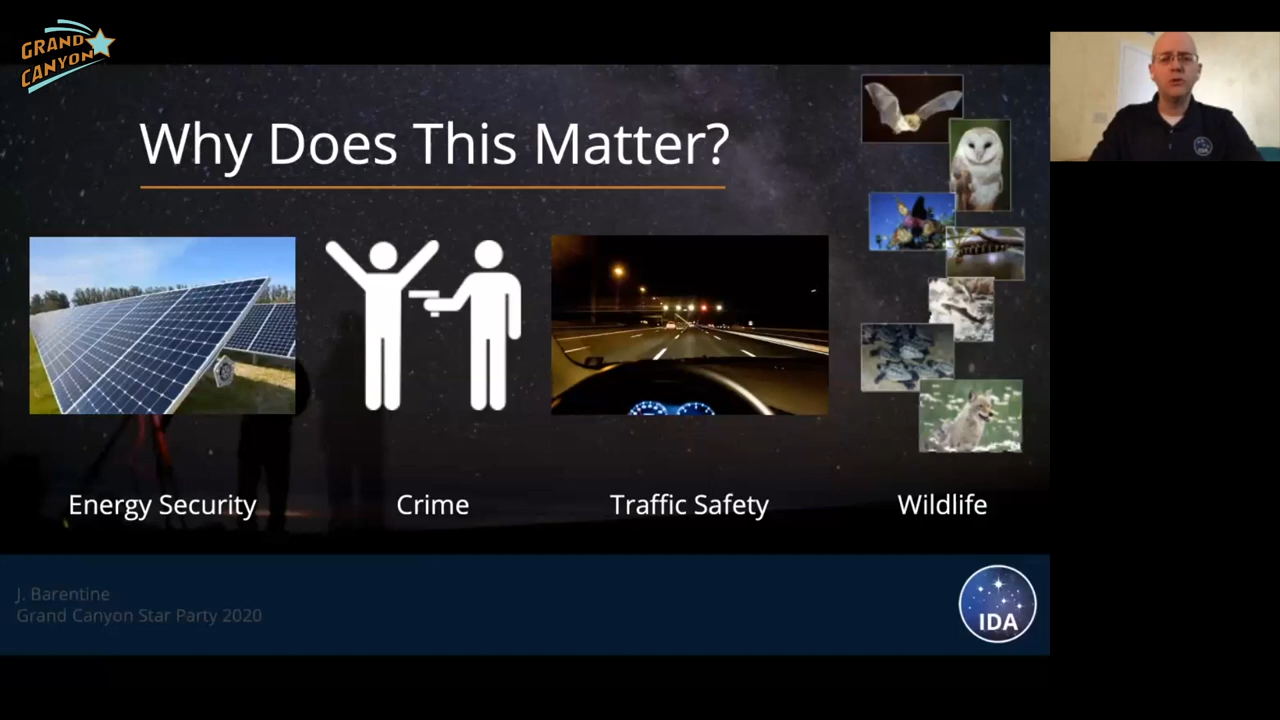 GRAND
CANYON
Why Does This Matter?
Energy Security
Crime
Traffic Safety
Wildlife
J. Barentine
Grand Canyon Star Party 2020
IDA